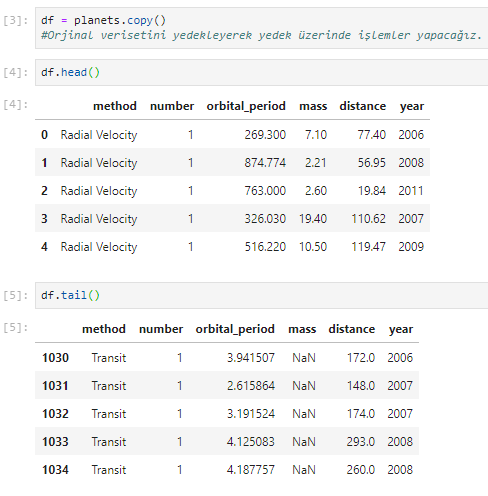 [3]: df = planets.copy()
#Orjinal verisetini yedekleyerek yedek üzerinde işlemler yapacağız.
[4]: df.head()
[4]: method number orbital_period mass distance year
0 Radial Velocity 1 269.300 7.10 77.40 2006
1 Radial Velocity 1 874.774 2.21 56.95 2008
2 Radial Velocity 1 763.000 2.60 19.84 2011
3 Radial Velocity 1 326.030 19.40 110.62 2007
4 Radial Velocity 1 516.220 10.50 119.47 2009
[5]: df.tail()
[5]: method number orbital_period mass distance year
1030 Transit 1 3.941507 NaN 172.0 2006
1031 Transit 1 2.615864 NaN 148.0 2007
1032 Transit 1 3.191524 NaN 174.0 2007
1033 Transit 1 4.125083 NaN 293.0 2008
1034 Transit 1 4.187757 NaN 260.0 2008